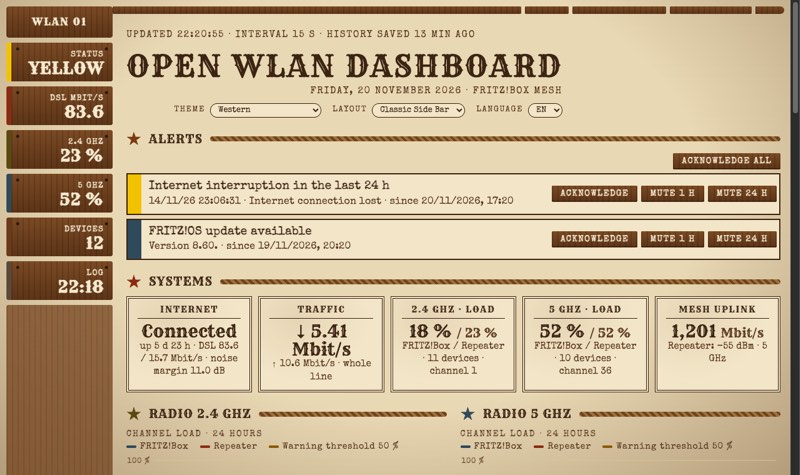 WLAN 01
STATUS
YELLOW
DSL MBIT/S
83.6
2.4 GHZ
23 %
5 GHZ
52 %
DEVICES
12
LOG
22:18
UPDATED 22:20:55 · INTERVAL 15 S · HISTORY SAVED 13 MIN AGO
OPEN WLAN DASHBOARD
FRIDAY, 20 NOVEMBER 2026 · FRITZ!BOX MESH
THEME Western LAYOUT Classic Side Bar LANGUAGE EN
ALERTS
ACKNOWLEDGE ALL
Internet interruption in the last 24 h
14/11/26 23:06:31 · Internet connection lost · since 20/11/2026, 17:20
ACKNOWLEDGE MUTE 1 H MUTE 24 H
FRITZ!OS update available
Version 8.60. · since 19/11/2026, 20:20
ACKNOWLEDGE MUTE 1 H MUTE 24 H
SYSTEMS
INTERNET
Connected
up 5 d 23 h · DSL 83.6
/ 15.7 Mbit/s · noise
margin 11.0 dB
TRAFFIC
↓ 5.41
Mbit/s
↑ 10.6 Mbit/s · whole
line
2.4 GHZ · LOAD
18 % / 23 %
FRITZ!Box / Repeater
· 11 devices ·
channel 1
5 GHZ · LOAD
52 % / 52 %
FRITZ!Box / Repeater
· 10 devices ·
channel 36
MESH UPLINK
1,201 Mbit/s
Repeater: -55 dBm · 5
GHz
RADIO 2.4 GHZ
CHANNEL LOAD · 24 HOURS
FRITZ!Box Repeater Warning threshold 50 %
100 %
RADIO 5 GHZ
CHANNEL LOAD · 24 HOURS
FRITZ!Box Repeater Warning threshold 50 %
100 %